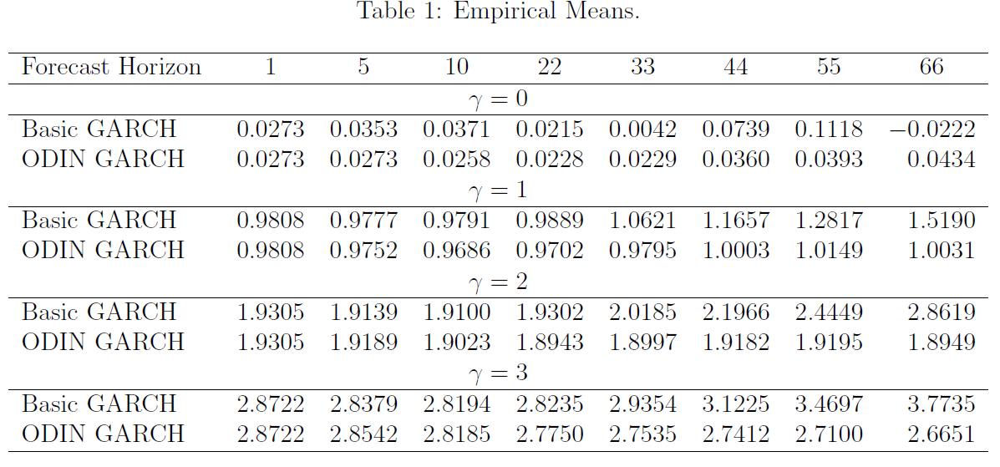 Table 1: Empirical Means.
Forecast Horizon 1 5 10 22 33 44 55 66
γ = 0
Basic GARCH 0.0273 0.0353 0.0371 0.0215 0.0042 0.0739 0.1118 −0.0222
ODIN GARCH 0.0273 0.0273 0.0258 0.0228 0.0229 0.0360 0.0393 0.0434
γ = 1
Basic GARCH 0.9808 0.9777 0.9791 0.9889 1.0621 1.1657 1.2817 1.5190
ODIN GARCH 0.9808 0.9752 0.9686 0.9702 0.9795 1.0003 1.0149 1.0031
γ = 2
Basic GARCH 1.9305 1.9139 1.9100 1.9302 2.0185 2.1966 2.4449 2.8619
ODIN GARCH 1.9305 1.9189 1.9023 1.8943 1.8997 1.9182 1.9195 1.8949
γ = 3
Basic GARCH 2.8722 2.8379 2.8194 2.8235 2.9354 3.1225 3.4697 3.7735
ODIN GARCH 2.8722 2.8542 2.8185 2.7750 2.7535 2.7412 2.7100 2.6651